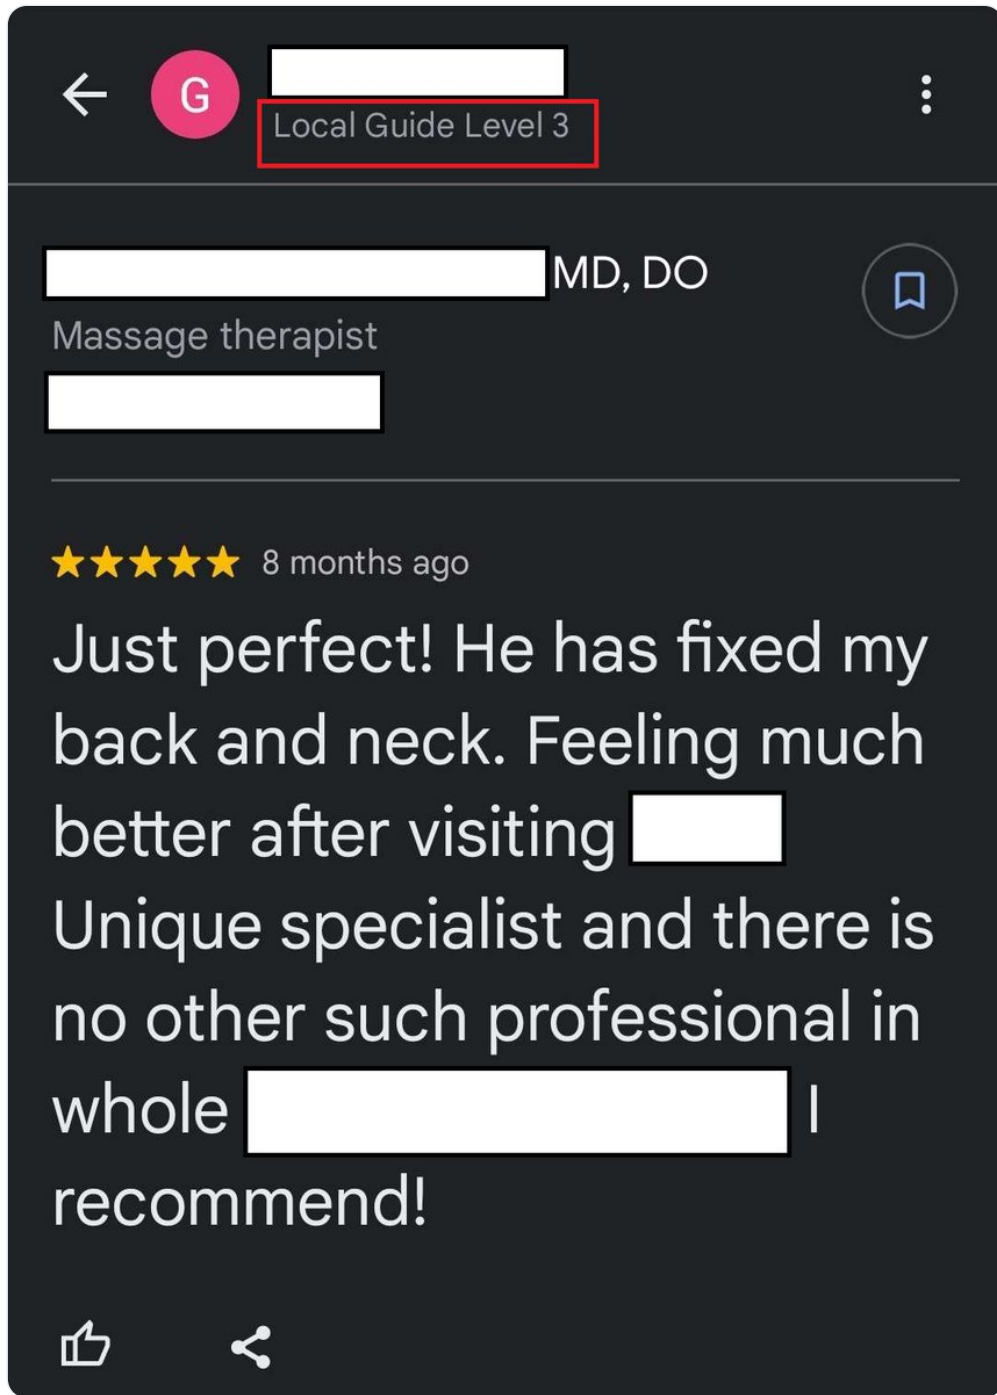 G
Local Guide Level 3
MD, DO
Massage therapist
8 months ago
Just perfect! He has fixed my
back and neck. Feeling much
better after visiting
Unique specialist and there is
no other such professional in
whole I
recommend!